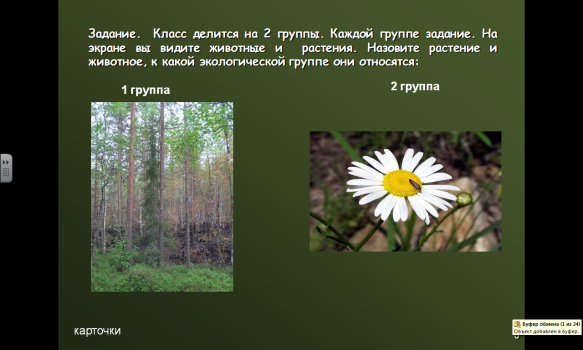 Задание. Класс делится на 2 группы. Каждой группе задание. На
экране вы видите животные и растения. Назовите растение и
животное, к какой экологической группе они относятся:
1 группа
2 группа
карточки
Буфер обмена (1 из 24)
Объект добавлен в буфер.